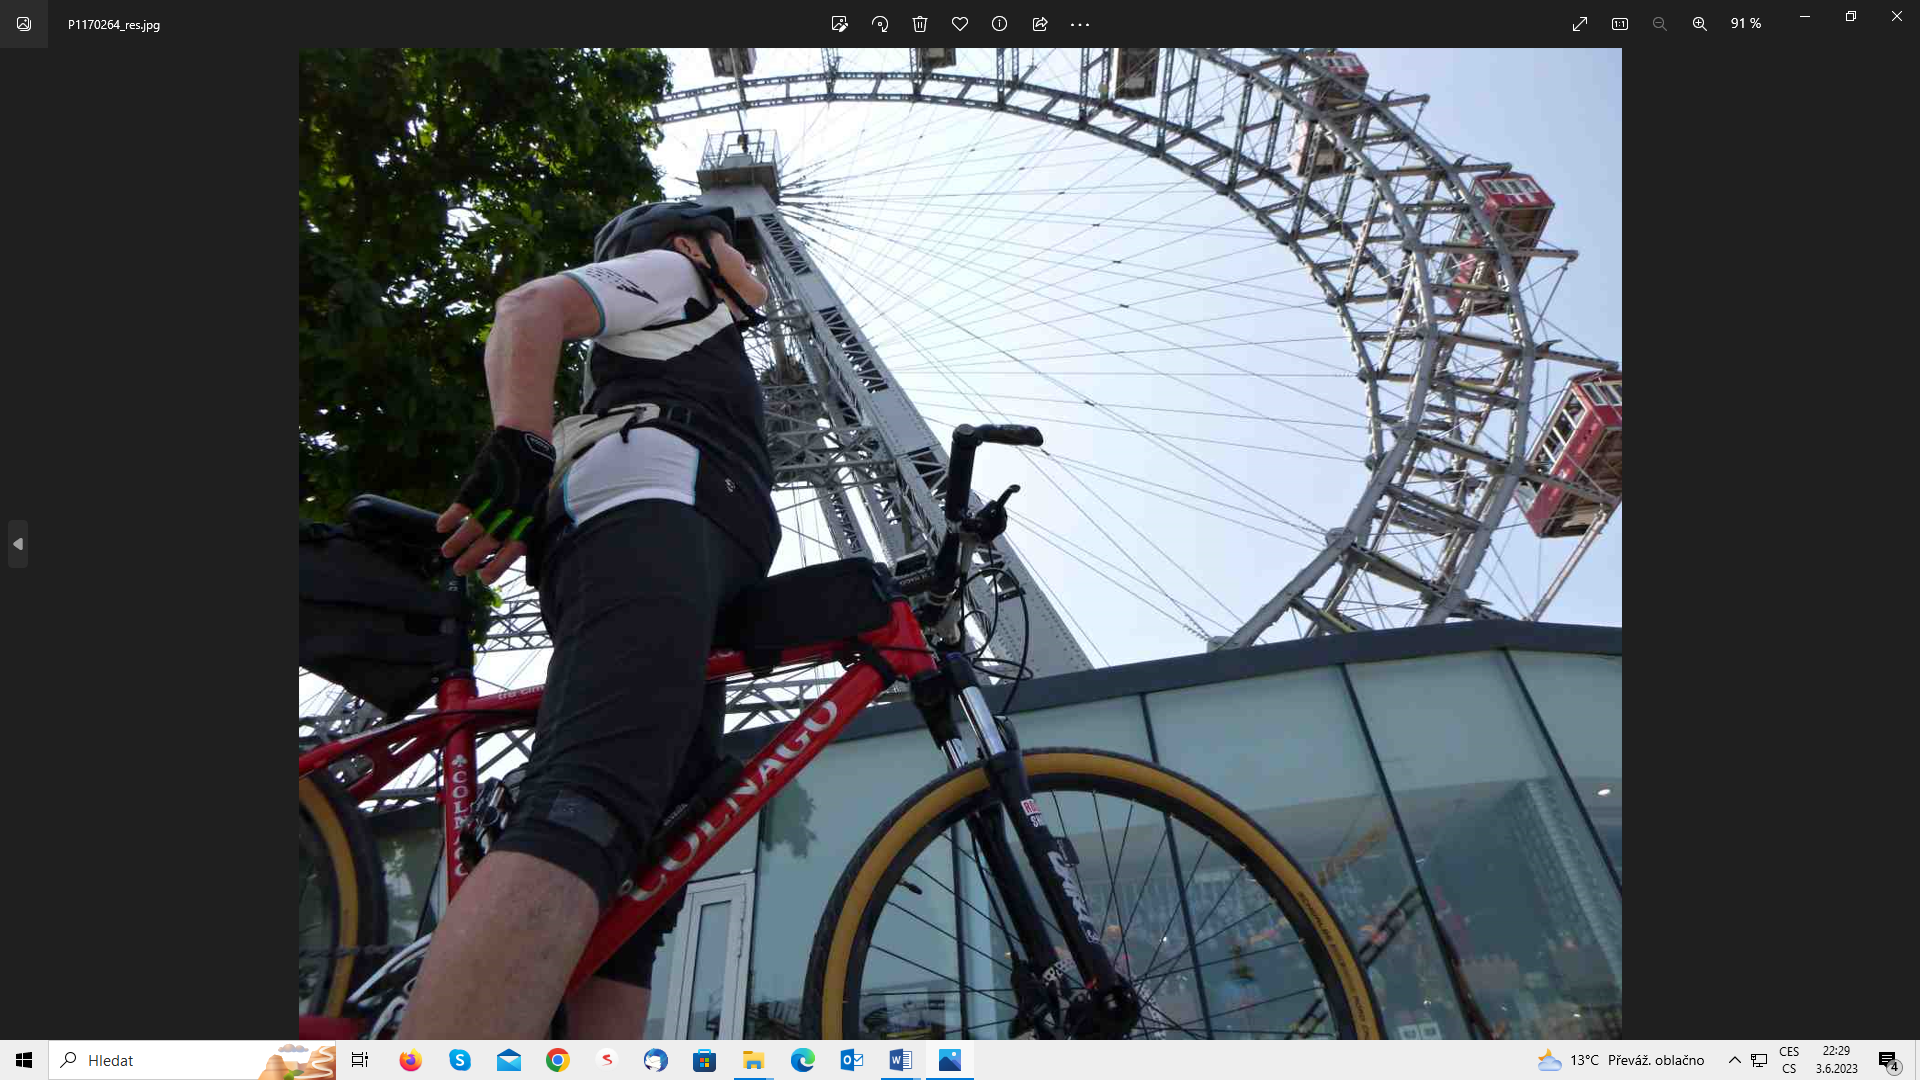 P1170264_res.jpg
91 %
COLNAGO
COLNAGO
Hledat
13°C Převáž. oblačno
CES
CS
22:29
3.6.2023
4